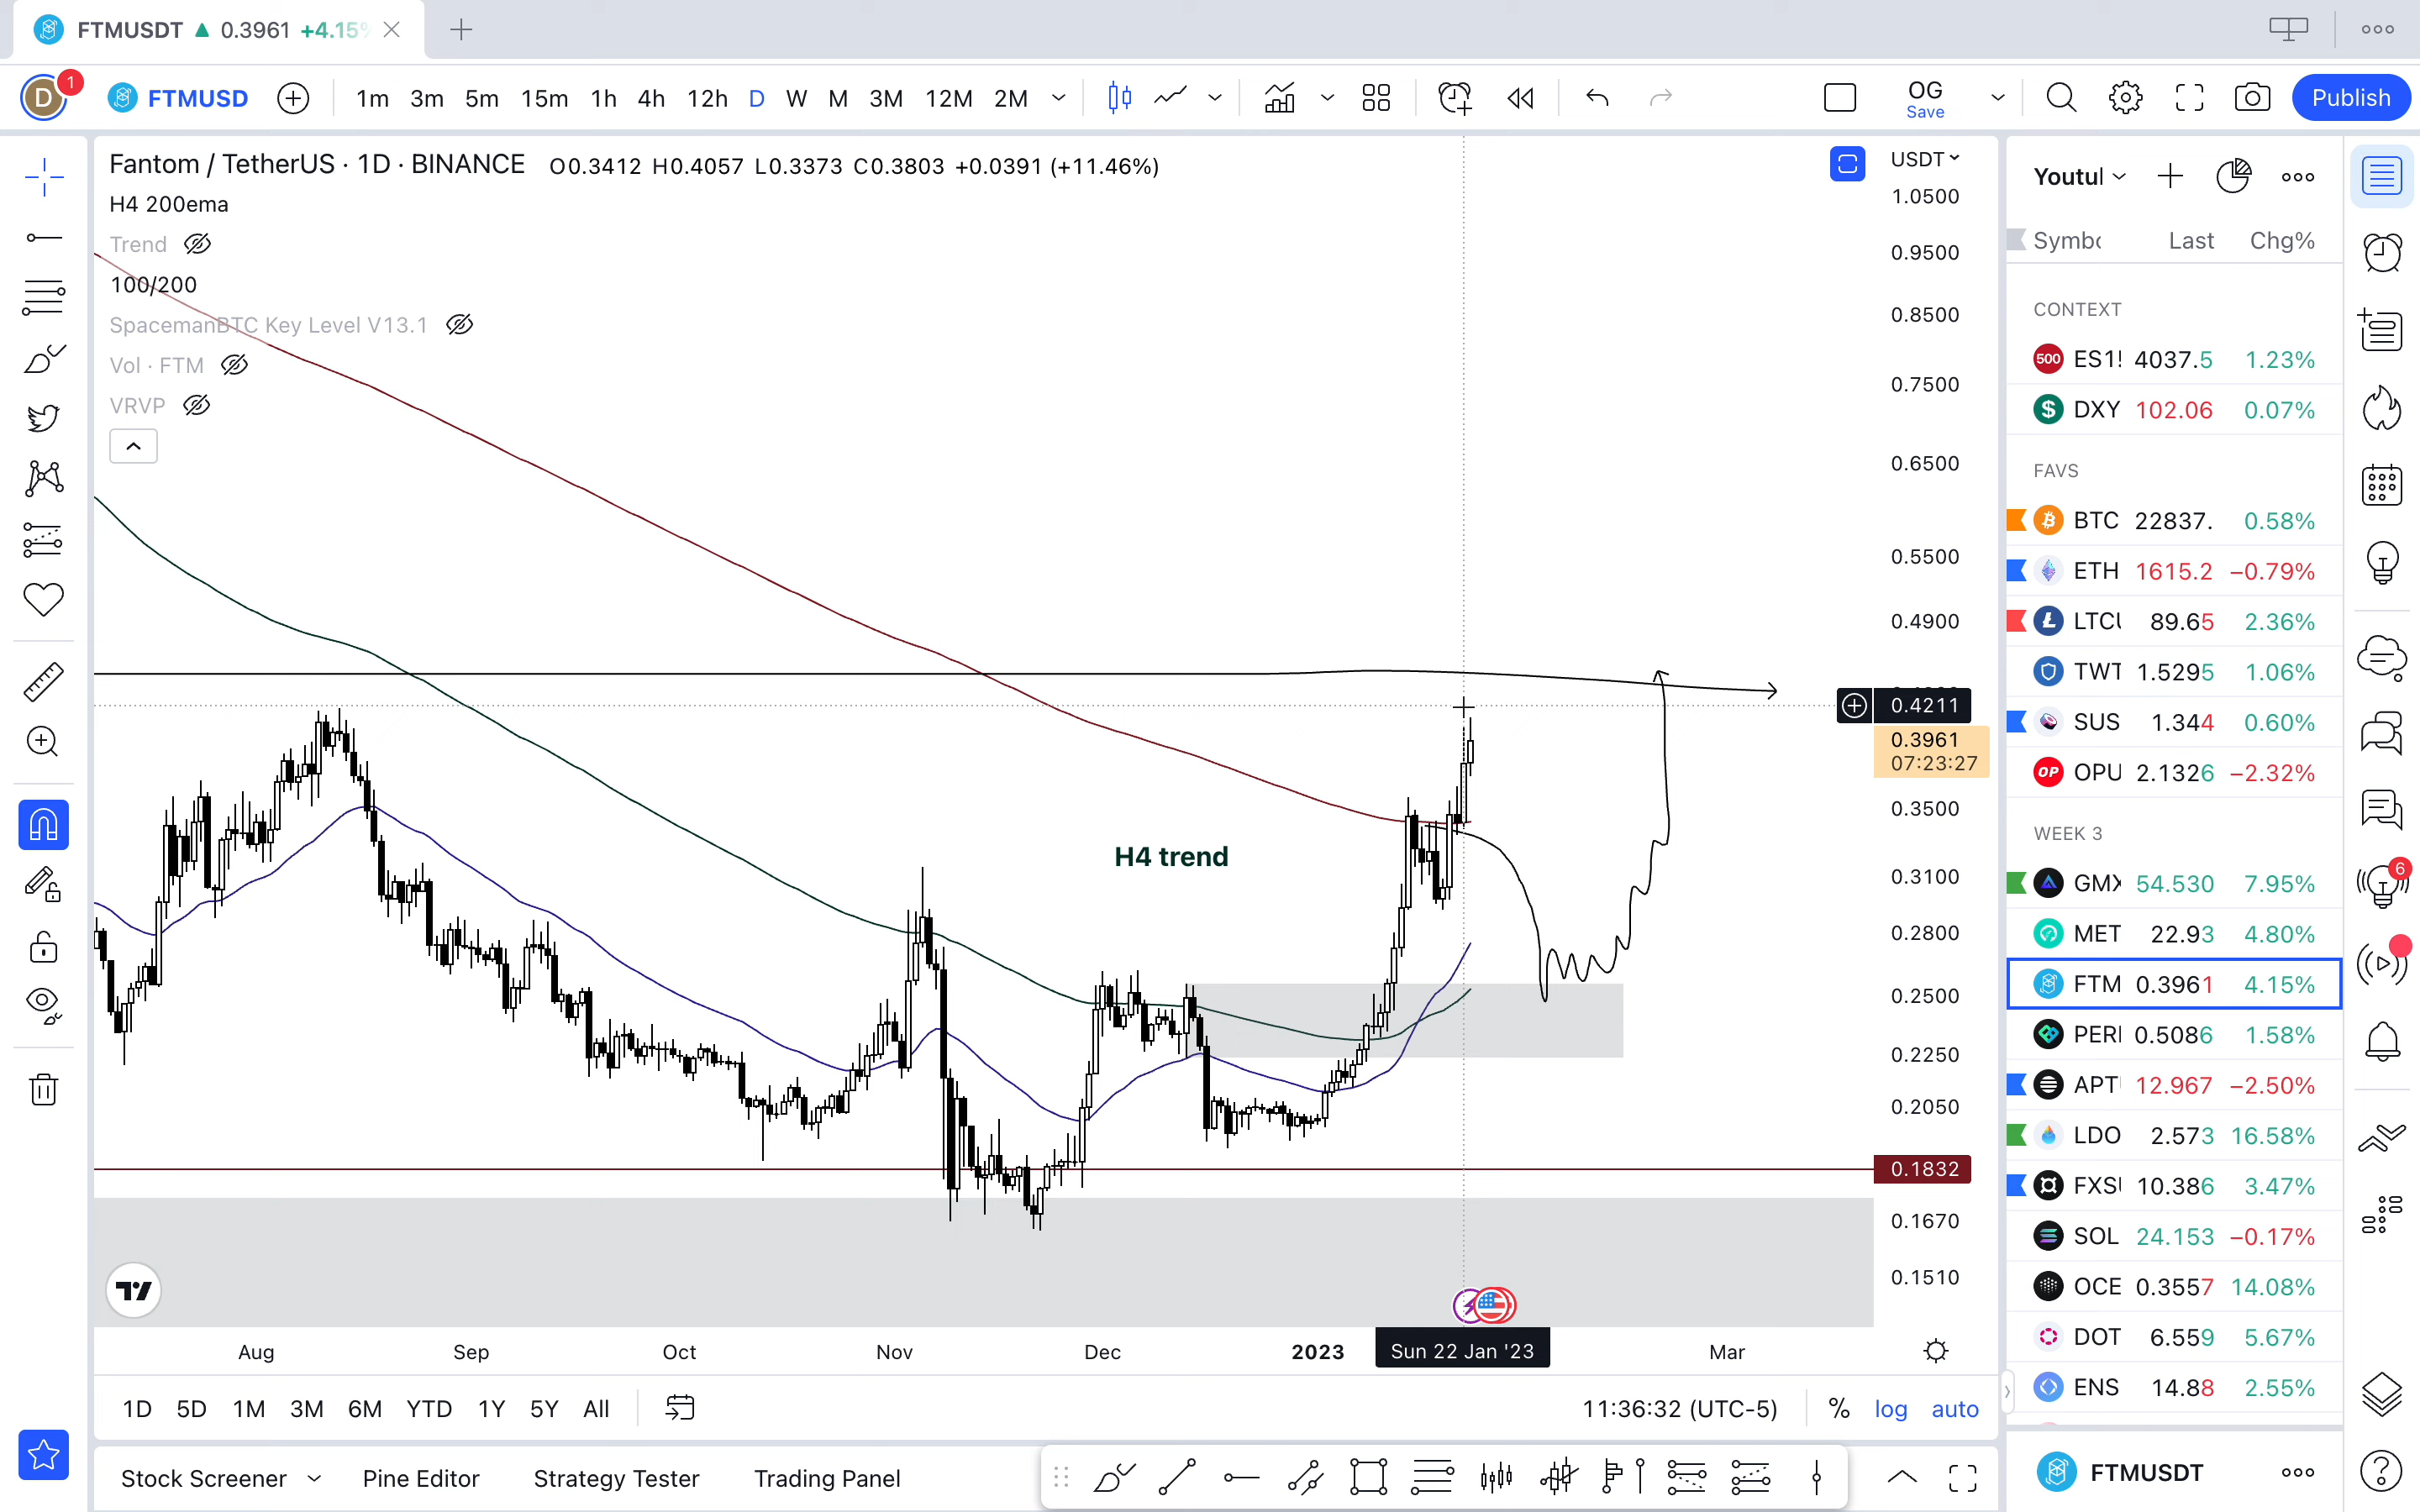 FTMUSDT ▲ 0.3961 +4.15%
D 1 FTMUSD 1m 3m 5m 15m 1h 4h 12h D W M 3M 12M 2M OG Save Publish
Fantom / TetherUS · 1D · BINANCE O0.3412 H0.4057 L0.3373 C0.3803 +0.0391 (+11.46%)
H4 200ema
Trend
100/200
SpacemanBTC Key Level V13.1
Vol · FTM
VRVP
H4 trend
USDT
1.0500
0.9500
0.8500
0.7500
0.6500
0.5500
0.4900
0.4211
0.3961
07:23:27
0.3500
0.3100
0.2800
0.2500
0.2250
0.2050
0.1832
0.1670
0.1510
Aug Sep Oct Nov Dec 2023 Sun 22 Jan '23 Mar
1D 5D 1M 3M 6M YTD 1Y 5Y All 11:36:32 (UTC-5) % log auto
Stock Screener Pine Editor Strategy Tester Trading Panel
Youtul
Symbo Last Chg%
CONTEXT
500 ES1! 4037.5 1.23%
$ DXY 102.06 0.07%
FAVS
BTC 22837. 0.58%
ETH 1615.2 −0.79%
LTCU 89.65 2.36%
TWT 1.5295 1.06%
SUS 1.344 0.60%
OP OPU 2.1326 −2.32%
WEEK 3
GMX 54.530 7.95%
MET 22.93 4.80%
FTM 0.3961 4.15%
PERI 0.5086 1.58%
APT 12.967 −2.50%
LDO 2.573 16.58%
FXSU 10.386 3.47%
SOL 24.153 −0.17%
OCE 0.3557 14.08%
DOT 6.559 5.67%
ENS 14.88 2.55%
FTMUSDT
6